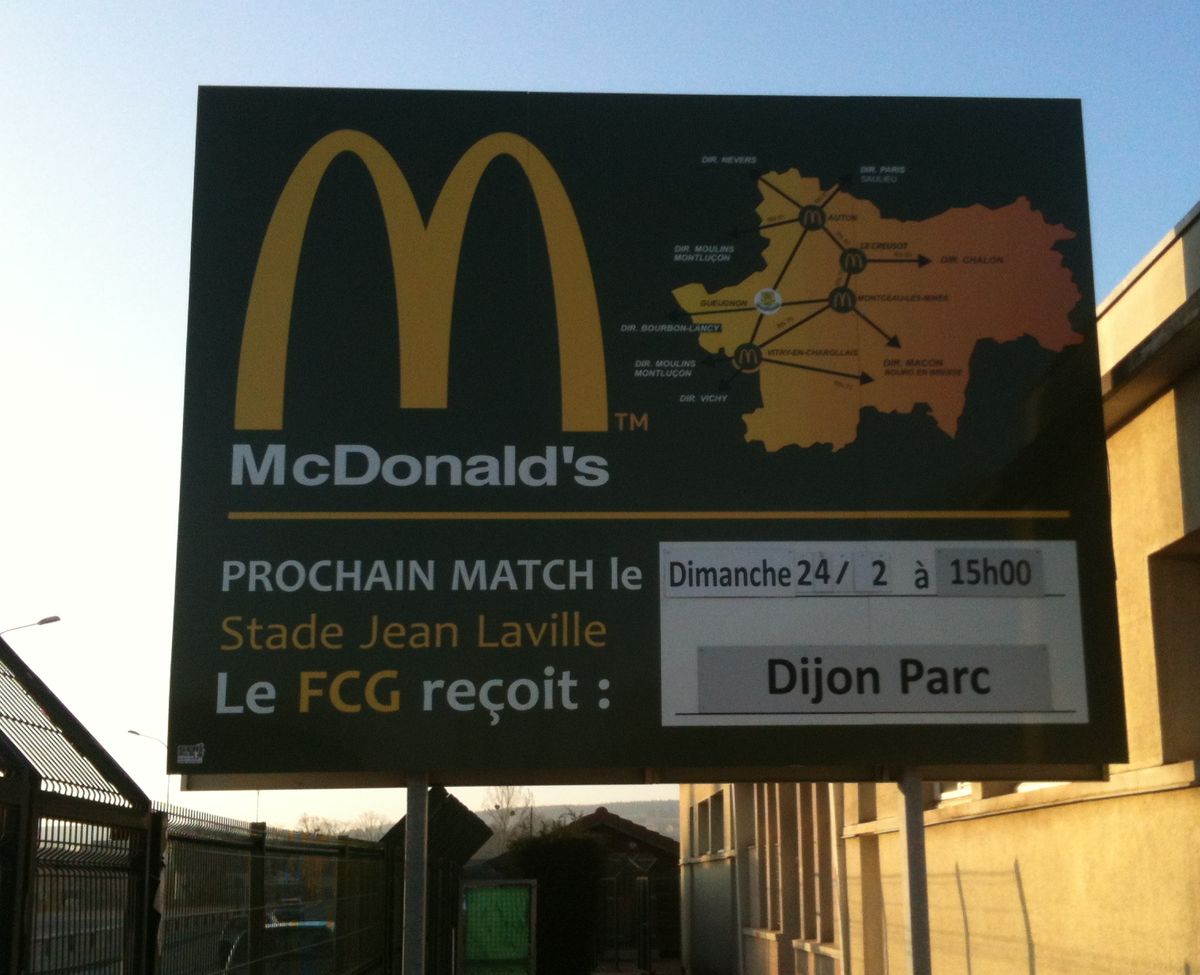 McDonald's
TM
DIR. NEVERS
DIR. PARIS
SAULIEU
AUTUN
DIR. MOULINS
MONTLUÇON
LE CREUSOT
DIR. CHALON
GUEUGNON
MONTCEAU-LES-MINES
DIR. BOURBON-LANCY
VITRY-EN-CHAROLLAIS
DIR. MOULINS
MONTLUÇON
DIR. MACON
BOURG EN BRESSE
DIR. VICHY
PROCHAIN MATCH le Dimanche 24/ 2 à 15h00
Stade Jean Laville
Le FCG reçoit : Dijon Parc